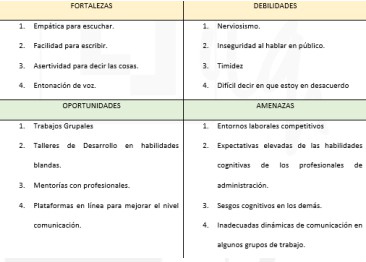 FORTALEZAS
1. Empática para escuchar.
2. Facilidad para escribir.
3. Asertividad para decir las cosas.
4. Entonación de voz.
DEBILIDADES
1. Nerviosismo.
2. Inseguridad al hablar en público.
3. Timidez
4. Difícil decir en que estoy en desacuerdo
OPORTUNIDADES
1. Trabajos Grupales
2. Talleres de Desarrollo en habilidades
blandas.
3. Mentorías con profesionales.
4. Plataformas en línea para mejorar el nivel
comunicación.
AMENAZAS
1. Entornos laborales competitivos
2. Expectativas elevadas de las habilidades
cognitivas de los profesionales de
administración.
3. Sesgos cognitivos en los demás.
4. Inadecuadas dinámicas de comunicación en
algunos grupos de trabajo.